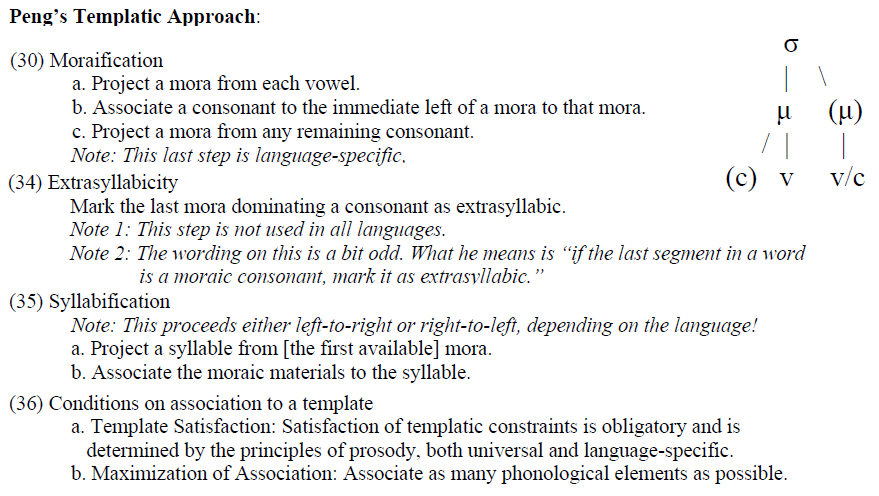 Peng's Templatic Approach:
(30) Moraification
a. Project a mora from each vowel.
b. Associate a consonant to the immediate left of a mora to that mora.
c. Project a mora from any remaining consonant.
Note: This last step is language-specific.
(34) Extrasyllabicity
Mark the last mora dominating a consonant as extrasyllabic.
Note 1: This step is not used in all languages.
Note 2: The wording on this is a bit odd. What he means is “if the last segment in a word
is a moraic consonant, mark it as extrasyllabic.”
(35) Syllabification
Note: This proceeds either left-to-right or right-to-left, depending on the language!
a. Project a syllable from [the first available] mora.
b. Associate the moraic materials to the syllable.
(36) Conditions on association to a template
a. Template Satisfaction: Satisfaction of templatic constraints is obligatory and is
determined by the principles of prosody, both universal and language-specific.
b. Maximization of Association: Associate as many phonological elements as possible.
σ
μ (μ)
(c) v v/c